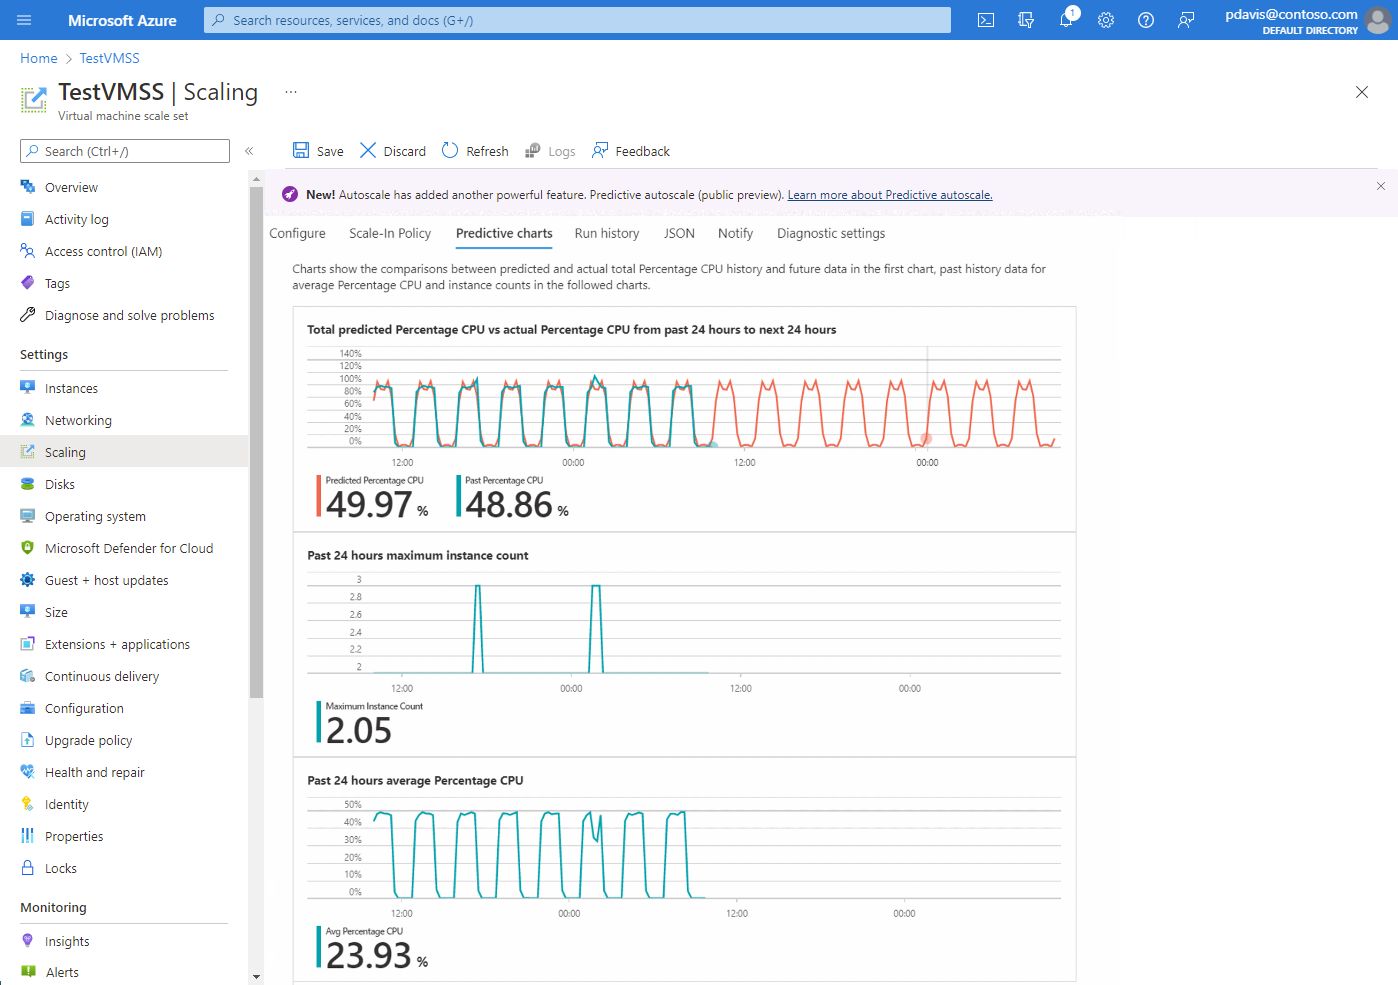 Microsoft Azure
Search resources, services, and docs (G+/)
1
pdavis@contoso.com
DEFAULT DIRECTORY
Home > TestVMSS
TestVMSS | Scaling ...
Virtual machine scale set
Search (Ctrl+/)
«
Save
Discard
Refresh
Logs
Feedback
New! Autoscale has added another powerful feature. Predictive autoscale (public preview). Learn more about Predictive autoscale.
Overview
Activity log
Access control (IAM)
Tags
Diagnose and solve problems
Settings
Instances
Networking
Scaling
Disks
Operating system
Microsoft Defender for Cloud
Guest + host updates
Size
Extensions + applications
Continuous delivery
Configuration
Upgrade policy
Health and repair
Identity
Properties
Locks
Monitoring
Insights
Alerts
Configure
Scale-In Policy
Predictive charts
Run history
JSON
Notify
Diagnostic settings
Charts show the comparisons between predicted and actual total Percentage CPU history and future data in the first chart, past history data for
average Percentage CPU and instance counts in the followed charts.
Total predicted Percentage CPU vs actual Percentage CPU from past 24 hours to next 24 hours
140%
120%
100%
80%
60%
40%
20%
0%
12:00
00:00
12:00
00:00
Predicted Percentage CPU
49.97 %
Past Percentage CPU
48.86 %
Past 24 hours maximum instance count
3
2.8
2.6
2.4
2.2
2
12:00
00:00
12:00
00:00
Maximum Instance Count
2.05
Past 24 hours average Percentage CPU
50%
40%
30%
20%
10%
0%
12:00
00:00
12:00
00:00
Avg Percentage CPU
23.93 %